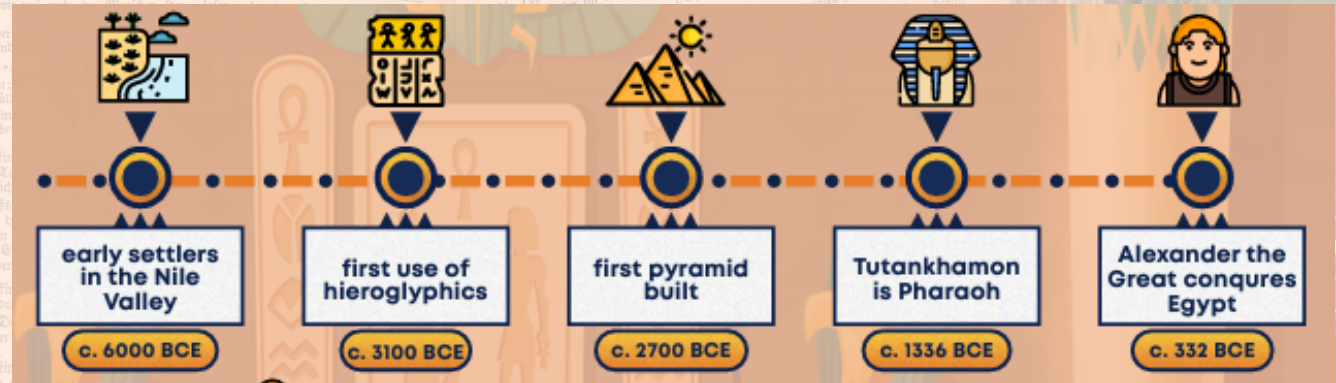 early settlers
in the Nile
Valley
c. 6000 BCE
first use of
hieroglyphics
c. 3100 BCE
first pyramid
built
c. 2700 BCE
Tutankhamon
is Pharaoh
c. 1336 BCE
Alexander the
Great conqures
Egypt
c. 332 BCE